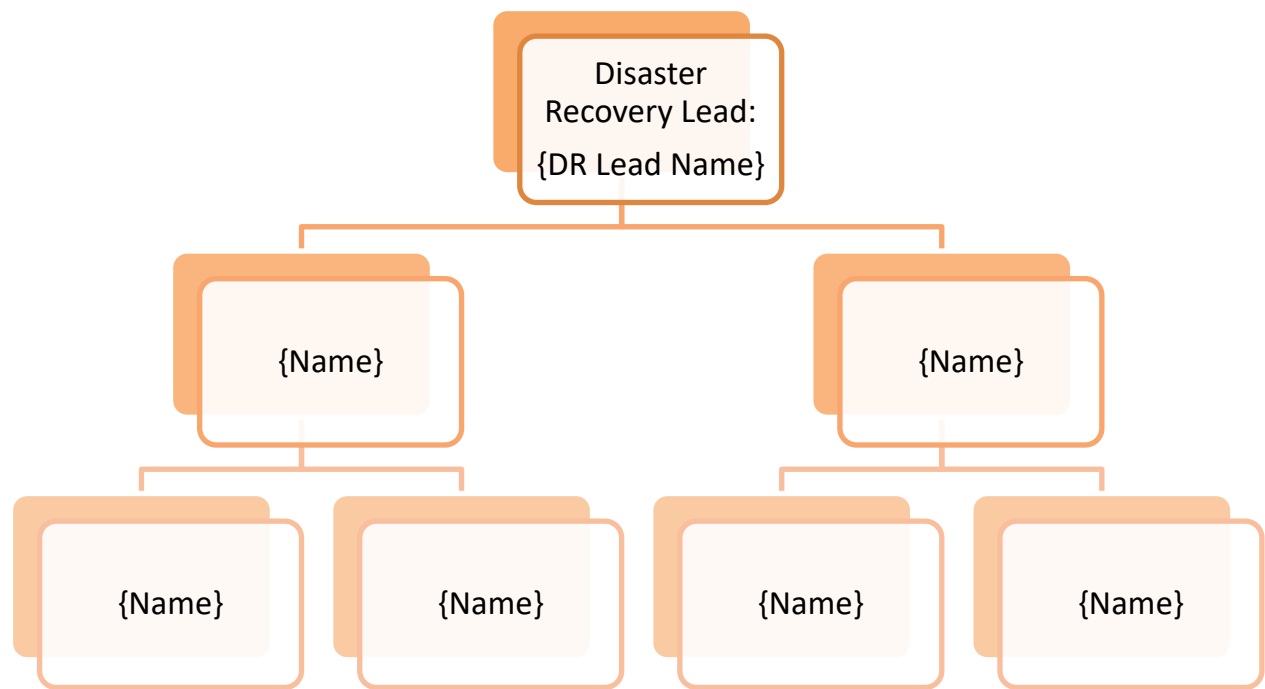 Disaster
Recovery Lead:
{DR Lead Name}
{Name}
{Name}
{Name}
{Name}
{Name}
{Name}